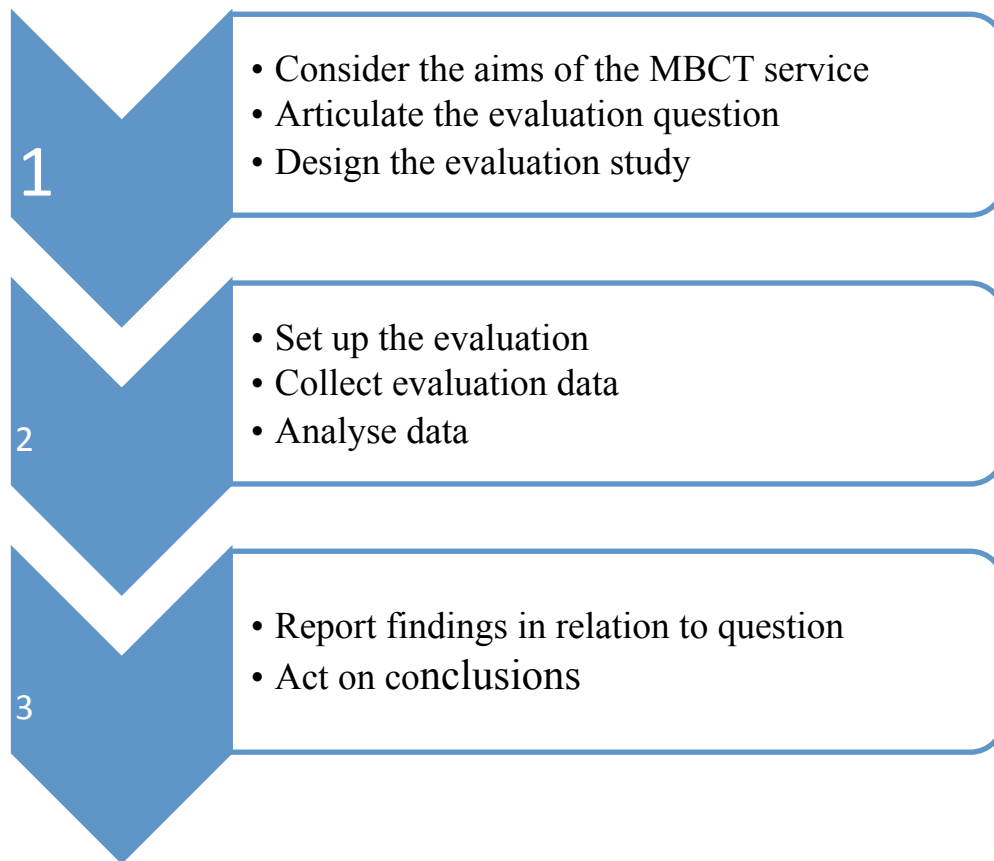 1
• Consider the aims of the MBCT service
• Articulate the evaluation question
• Design the evaluation study
2
• Set up the evaluation
• Collect evaluation data
• Analyse data
3
• Report findings in relation to question
• Act on conclusions